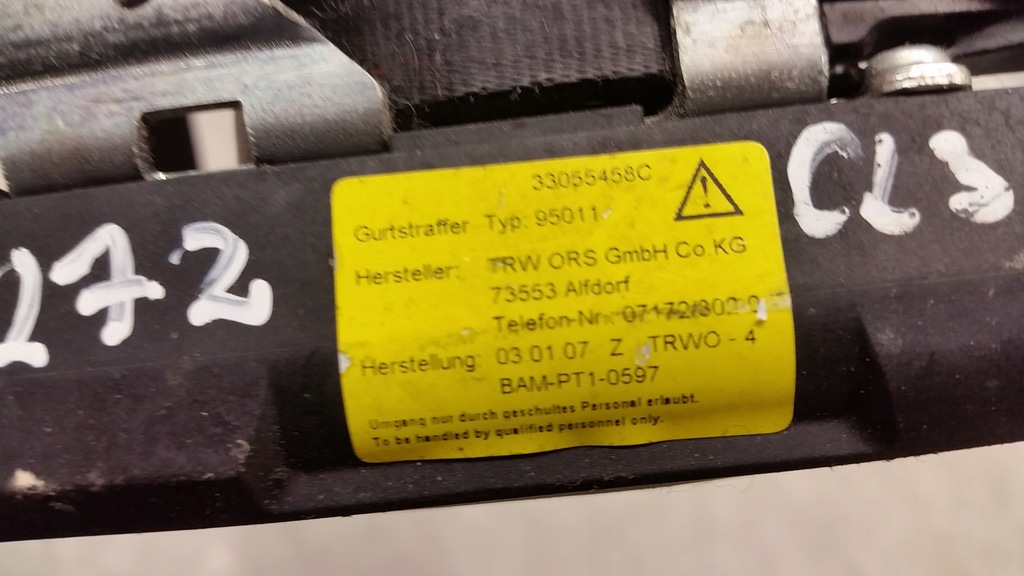 272
CLS
33055458C
Gurtstraffer Typ: 95011
Hersteller: TRW ORS GmbH Co.KG
73553 Alfdorf
Telefon-Nr.: 07172/302-0
Herstellung: 03.01.07 Z TRWO - 4
BAM-PT1-0597
Umgang nur durch geschultes Personal erlaubt.
To be handled by qualified personnel only.